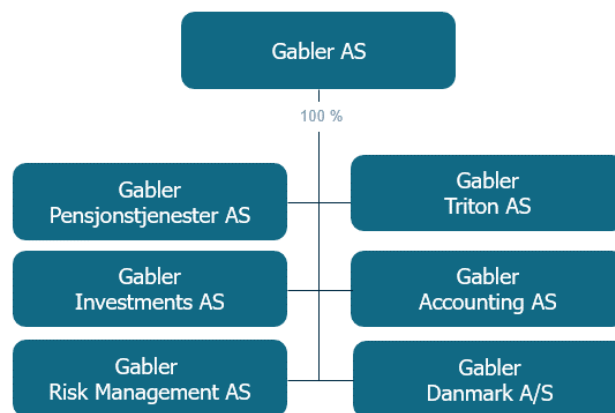 Gabler AS
100 %
Gabler
Pensjonstjenester AS
Gabler
Triton AS
Gabler
Investments AS
Gabler
Accounting AS
Gabler
Risk Management AS
Gabler
Danmark A/S